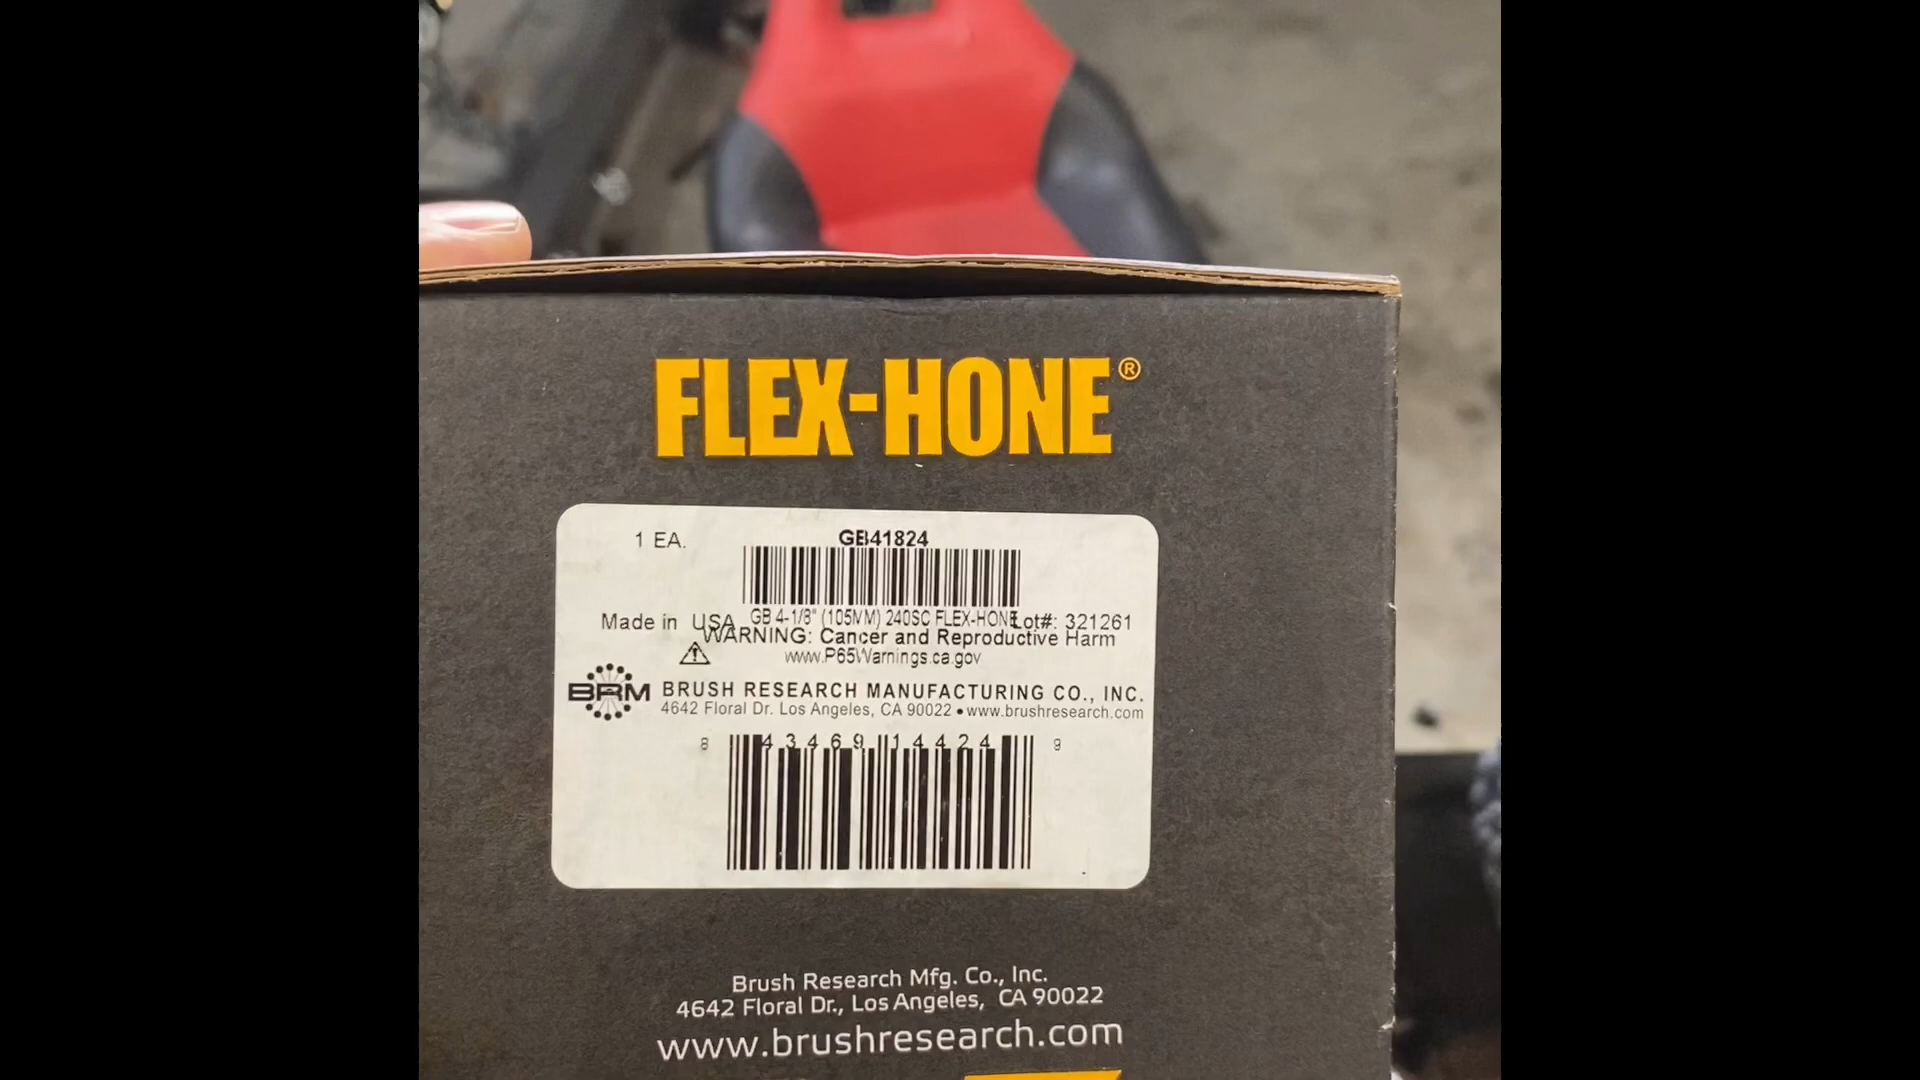 FLEX-HONE®
1 EA.
GB41824
GB 4-1/8" (105MM) 240SC FLEX-HONE
Made in USA
Lot#: 321261
WARNING: Cancer and Reproductive Harm
www.P65Warnings.ca.gov
BRM
BRUSH RESEARCH MANUFACTURING CO., INC.
4642 Floral Dr. Los Angeles, CA 90022 • www.brushresearch.com
8 43469 14424 9
Brush Research Mfg. Co., Inc.
4642 Floral Dr., Los Angeles, CA 90022
www.brushresearch.com